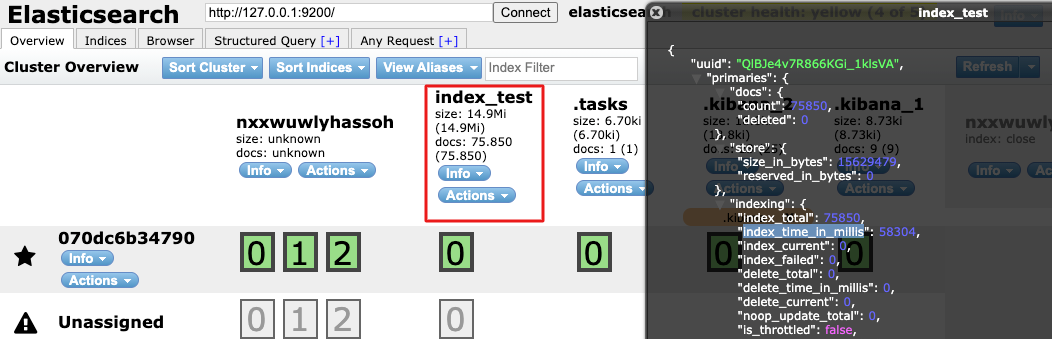 Elasticsearch
http://127.0.0.1:9200/
Connect
elasticsearch
cluster health: yellow (4 of
index_test
Overview
Indices
Browser
Structured Query [+]
Any Request [+]
Cluster Overview
Sort Cluster
Sort Indices
View Aliases
Index Filter
Refresh
nxxwuwlyhassoh
size: unknown
docs: unknown
Info
Actions
index_test
size: 14.9Mi
(14.9Mi)
docs: 75.850
(75.850)
Info
Actions
.tasks
size: 6.70ki
(6.70ki)
docs: 1 (1)
Info
Actions
.kibana_2
.kibana_1
size: 8.73ki
(8.73ki)
docs: 9 (9)
Info
Actions
nxxwuwly
index: close
Info
{
"uuid": "QlBJe4v7R866KGi_1klsVA",
"primaries": {
"docs": {
"count": 75850,
"deleted": 0
},
"store": {
"size_in_bytes": 15629479,
"reserved_in_bytes": 0
},
"indexing": {
"index_total": 75850,
"index_time_in_millis": 58304,
"index_current": 0,
"index_failed": 0,
"delete_total": 0,
"delete_time_in_millis": 0,
"delete_current": 0,
"noop_update_total": 0,
"is_throttled": false,
070dc6b34790
Info
Actions
0 1 2 0 0 0 0
Unassigned
0 1 2 0